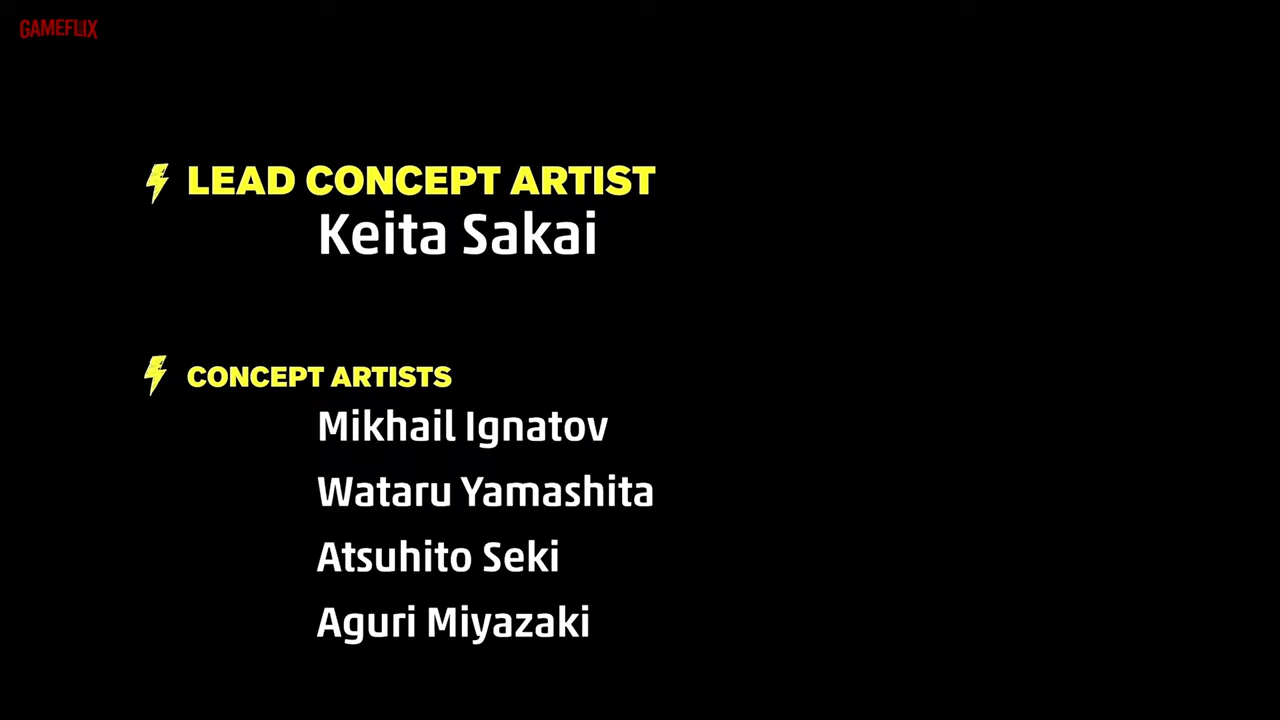 GAMEFLIX
LEAD CONCEPT ARTIST
Keita Sakai
CONCEPT ARTISTS
Mikhail Ignatov
Wataru Yamashita
Atsuhito Seki
Aguri Miyazaki